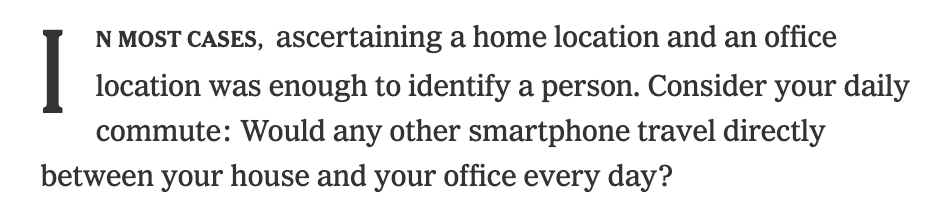 IN MOST CASES, ascertaining a home location and an office
location was enough to identify a person. Consider your daily
commute: Would any other smartphone travel directly
between your house and your office every day?